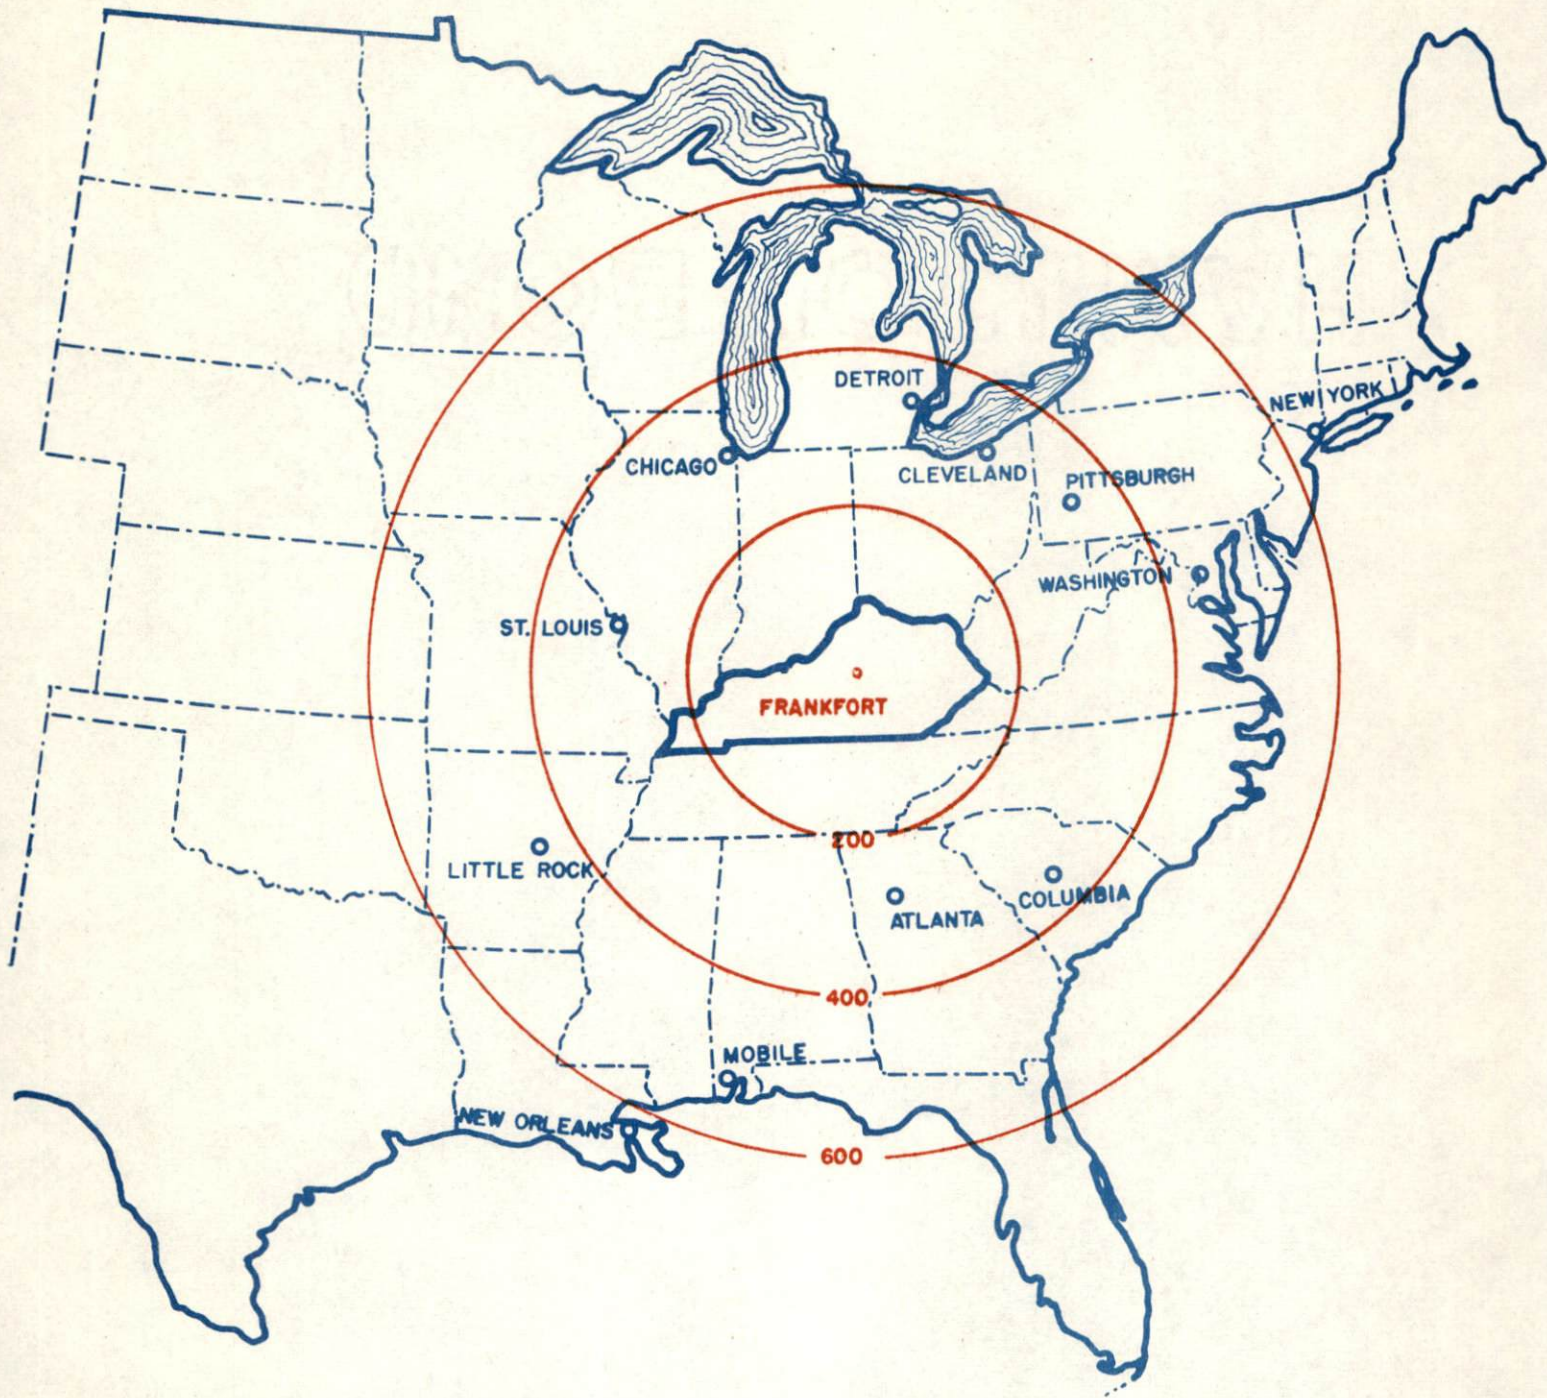 DETROIT
NEW YORK
CHICAGO
CLEVELAND
PITTSBURGH
WASHINGTON
ST. LOUIS
FRANKFORT
200
LITTLE ROCK
COLUMBIA
ATLANTA
400
MOBILE
NEW ORLEANS
600